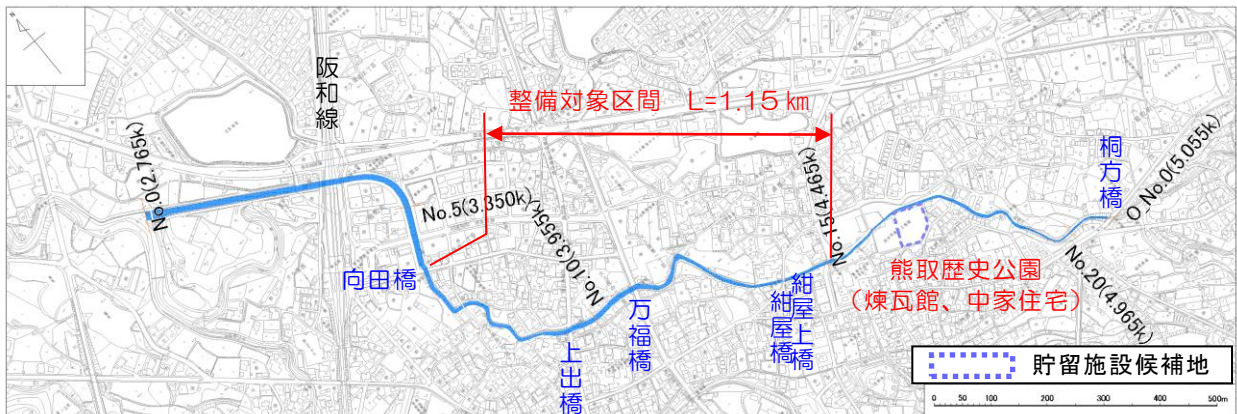 阪和線
整備対象区間 L=1.15km
No.0(2.765k)
No.5(3.350k)
No.10(3.955k)
No.15(4.465k)
桐方橋
O_No.0(5.055k)
No.20(4.965k)
向田橋
上出橋
万福橋
紺屋橋
紺屋上橋
熊取歴史公園
(煉瓦館、中家住宅)
貯留施設候補地
0 50 100 200 300 400 500m